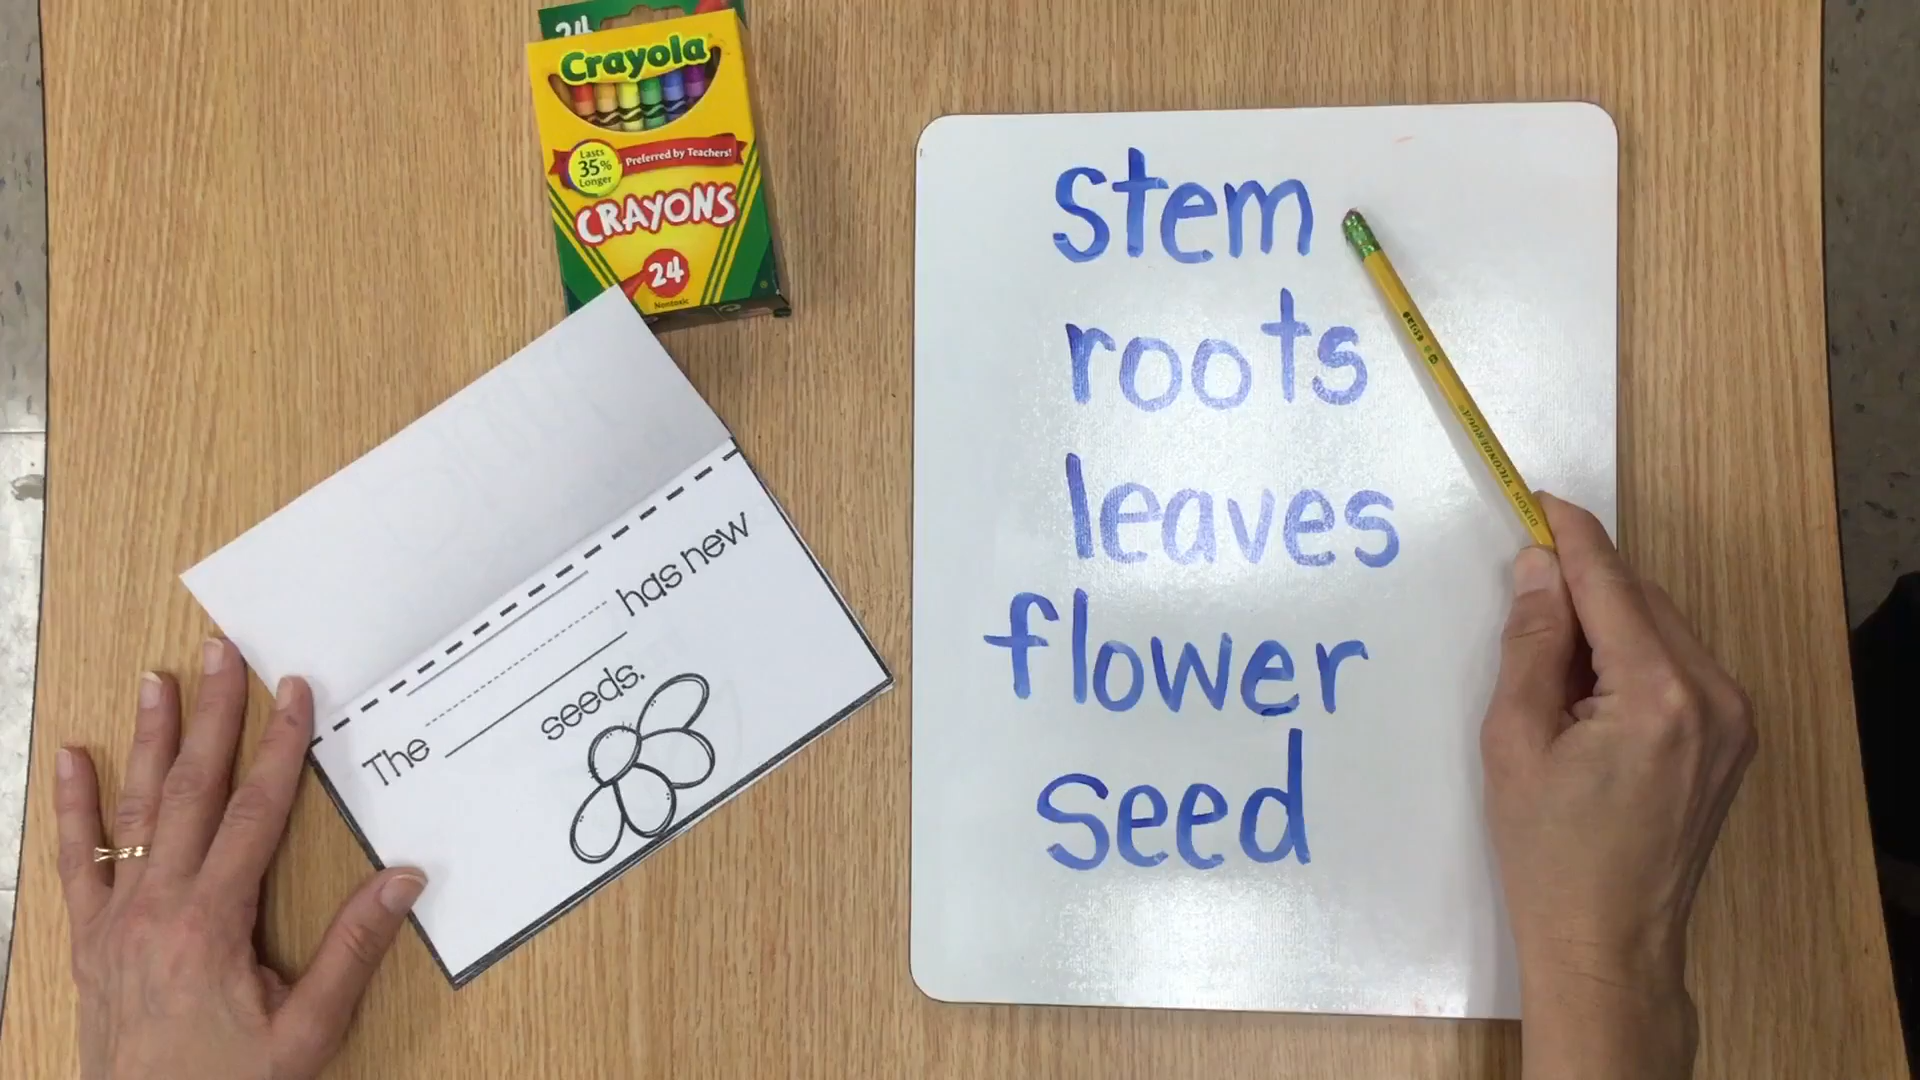 24
Crayola
Lasts
35%
Longer
Preferred by Teachers!
CRAYONS
24
Nontoxic
The has new
seeds.
stem
roots
leaves
flower
seed
DIXON TICONDEROGA